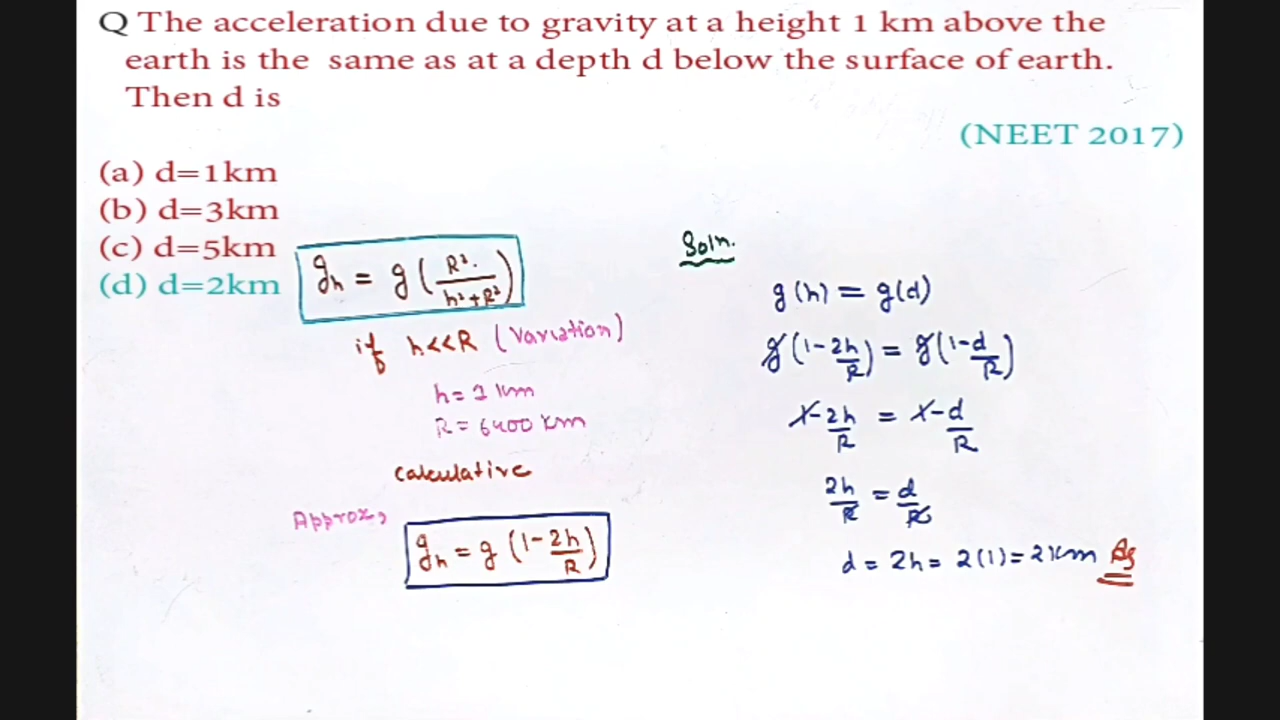 Q The acceleration due to gravity at a height 1 km above the
earth is the same as at a depth d below the surface of earth.
Then d is
(NEET 2017)
(a) d=1km
(b) d=3km
(c) d=5km
(d) d=2km
gₕ = g (R²./h²+R²)
if h<<R (Variation)
h = 1 km
R = 6400 km
calculative
Approx,
gₕ = g (1-2h/R)
Soln.
g(h) = g(d)
g(1-2h/R) = g(1-d/R)
1-2h/R = 1-d/R
2h/R = d/R
d = 2h = 2(1) = 2km